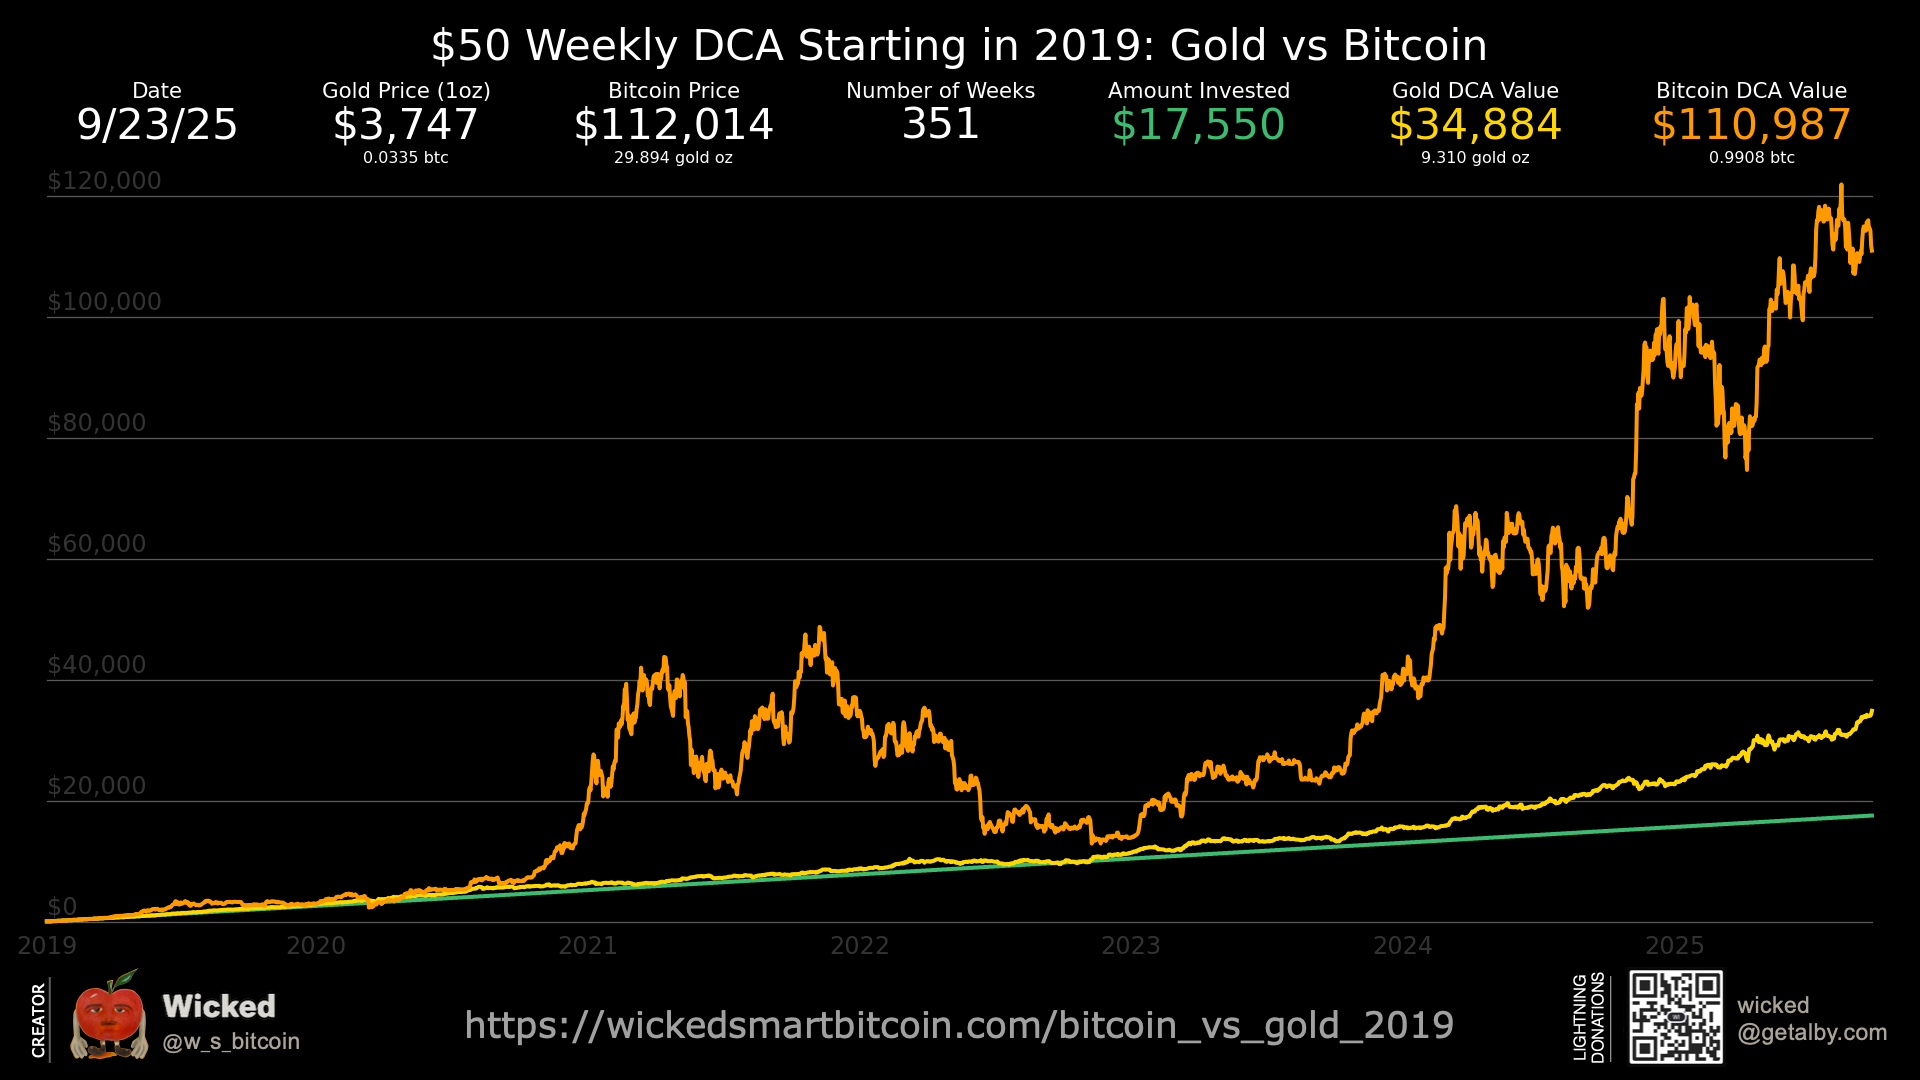 $50 Weekly DCA Starting in 2019: Gold vs Bitcoin
Date
9/23/25
Gold Price (1oz)
$3,747
0.0335 btc
Bitcoin Price
$112,014
29.894 gold oz
Number of Weeks
351
Amount Invested
$17,550
Gold DCA Value
$34,884
9.310 gold oz
Bitcoin DCA Value
$110,987
0.9908 btc
$120,000
$100,000
$80,000
$60,000
$40,000
$20,000
$0
2019 2020 2021 2022 2023 2024 2025
CREATOR
Wicked
@w_s_bitcoin
https://wickedsmartbitcoin.com/bitcoin_vs_gold_2019
LIGHTNING
DONATIONS
wicked
@getalby.com